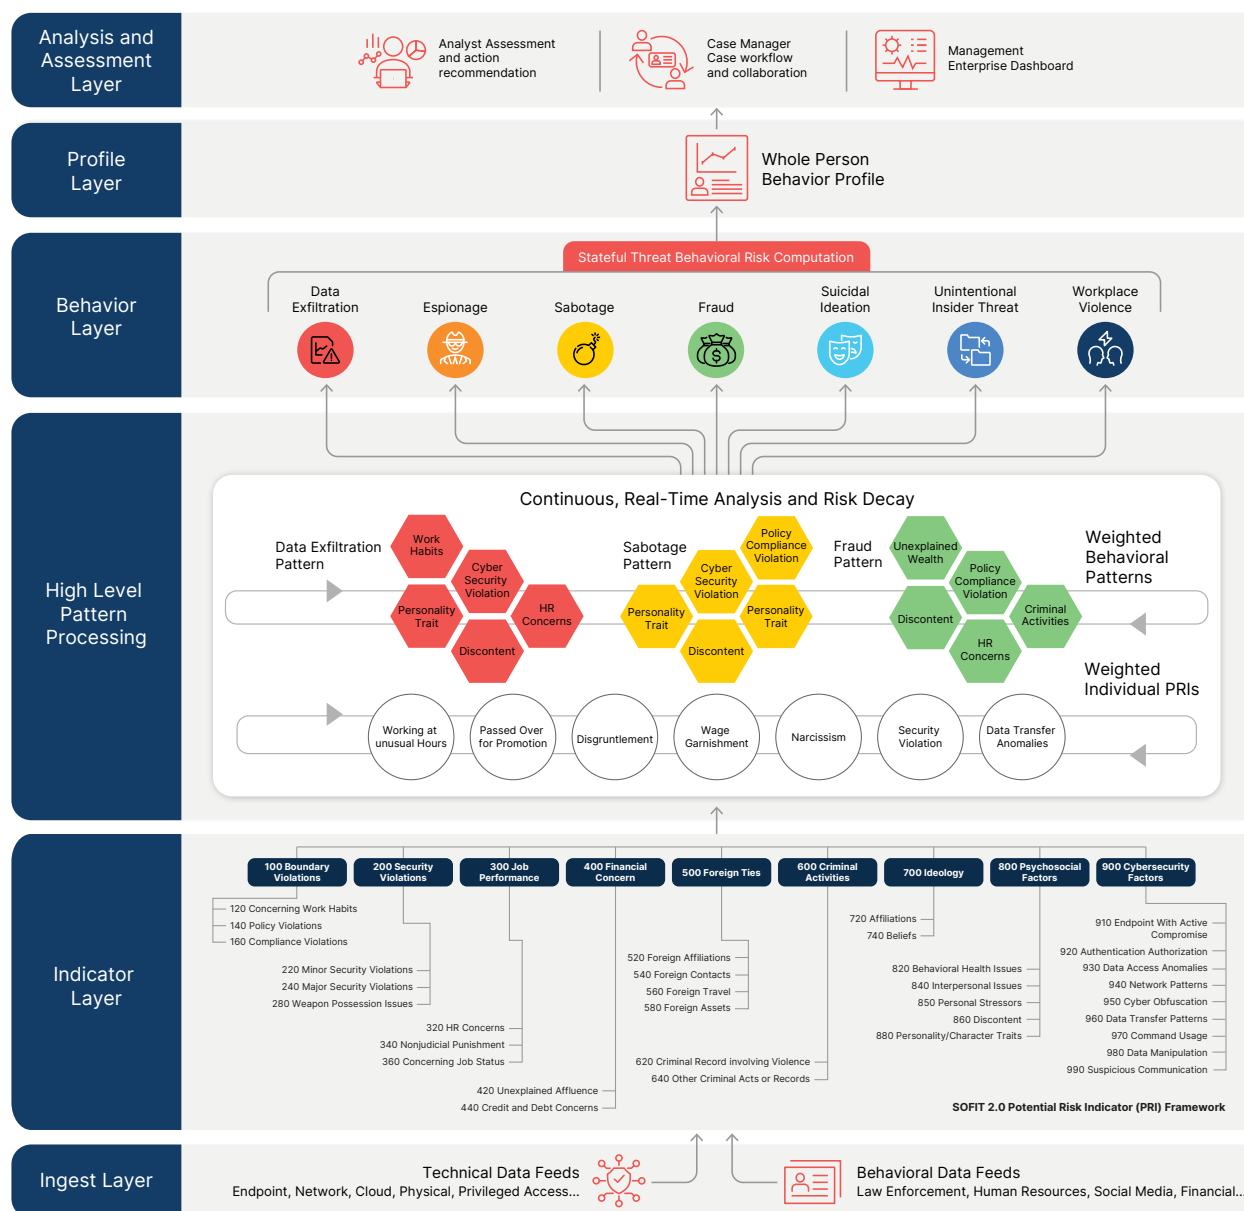 Analysis and
Assessment
Layer
Analyst Assessment
and action
recommendation
Case Manager
Case workflow
and collaboration
Management
Enterprise Dashboard
Profile
Layer
Whole Person
Behavior Profile
Behavior
Layer
Stateful Threat Behavioral Risk Computation
Data
Exfiltration
Espionage
Sabotage
Fraud
Suicidal
Ideation
Unintentional
Insider Threat
Workplace
Violence
High Level
Pattern
Processing
Continuous, Real-Time Analysis and Risk Decay
Data Exfiltration
Pattern
Work
Habits
Cyber
Security
Violation
Personality
Trait
HR
Concerns
Discontent
Sabotage
Pattern
Policy
Compliance
Violation
Cyber
Security
Violation
Personality
Trait
Personality
Trait
Discontent
Fraud
Pattern
Unexplained
Wealth
Policy
Compliance
Violation
Discontent
Criminal
Activities
HR
Concerns
Weighted
Behavioral
Patterns
Weighted
Individual PRIs
Working at
unusual Hours
Passed Over
for Promotion
Disgruntlement
Wage
Garnishment
Narcissism
Security
Violation
Data Transfer
Anomalies
Indicator
Layer
100 Boundary
Violations
120 Concerning Work Habits
140 Policy Violations
160 Compliance Violations
200 Security
Violations
220 Minor Security Violations
240 Major Security Violations
280 Weapon Possession Issues
300 Job
Performance
320 HR Concerns
340 Nonjudicial Punishment
360 Concerning Job Status
400 Financial
Concern
420 Unexplained Affluence
440 Credit and Debt Concerns
500 Foreign Ties
520 Foreign Affiliations
540 Foreign Contacts
560 Foreign Travel
580 Foreign Assets
600 Criminal
Activities
620 Criminal Record involving Violence
640 Other Criminal Acts or Records
700 Ideology
720 Affiliations
740 Beliefs
800 Psychosocial
Factors
820 Behavioral Health Issues
840 Interpersonal Issues
850 Personal Stressors
860 Discontent
880 Personality/Character Traits
900 Cybersecurity
Factors
910 Endpoint With Active
Compromise
920 Authentication Authorization
930 Data Access Anomalies
940 Network Patterns
950 Cyber Obfuscation
960 Data Transfer Patterns
970 Command Usage
980 Data Manipulation
990 Suspicious Communication
SOFIT 2.0 Potential Risk Indicator (PRI) Framework
Ingest Layer
Technical Data Feeds
Endpoint, Network, Cloud, Physical, Privileged Access...
Behavioral Data Feeds
Law Enforcement, Human Resources, Social Media, Financial...